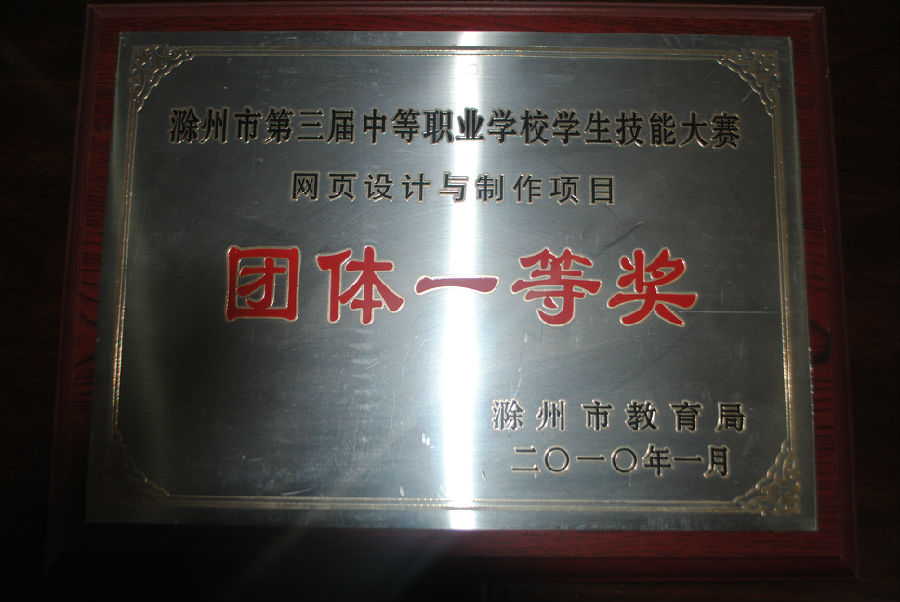 滁州市第三届中等职业学校学生技能大赛
网页设计与制作项目
团体一等奖
滁州市教育局
二〇一〇年一月